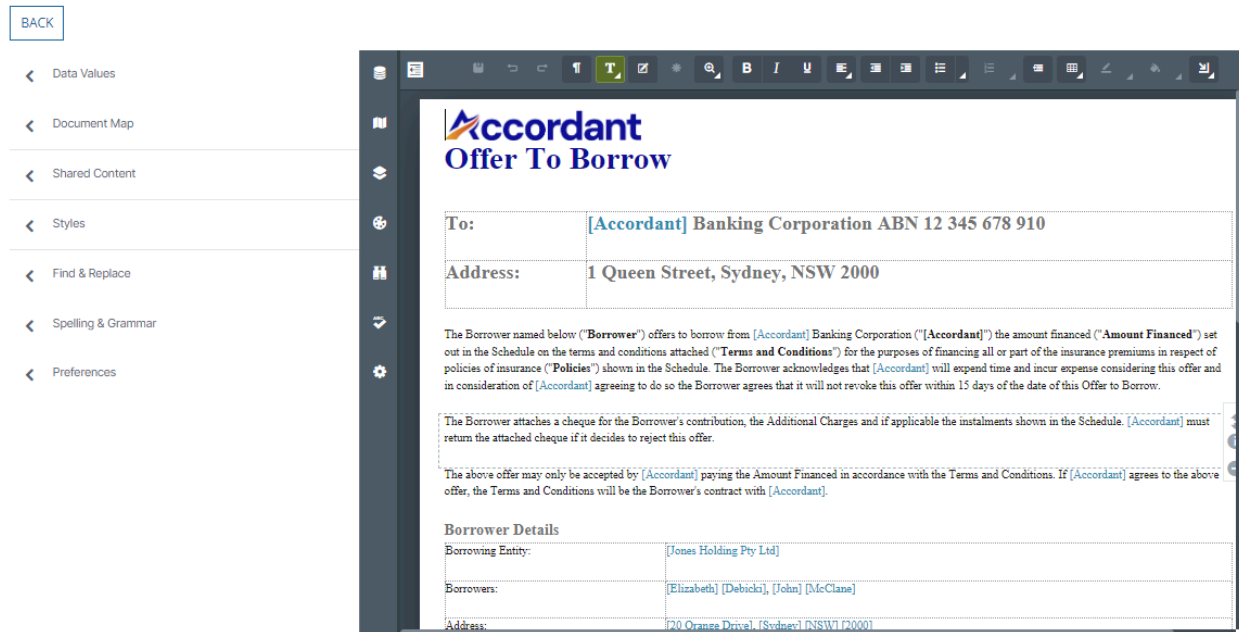 BACK
Data Values
Document Map
Shared Content
Styles
Find & Replace
Spelling & Grammar
Preferences
B I U
Accordant
Offer To Borrow
To: [Accordant] Banking Corporation ABN 12 345 678 910
Address: 1 Queen Street, Sydney, NSW 2000
The Borrower named below ("Borrower") offers to borrow from [Accordant] Banking Corporation ("[Accordant]") the amount financed ("Amount Financed") set
out in the Schedule on the terms and conditions attached ("Terms and Conditions") for the purposes of financing all or part of the insurance premiums in respect of
policies of insurance ("Policies") shown in the Schedule. The Borrower acknowledges that [Accordant] will expend time and incur expense considering this offer and
in consideration of [Accordant] agreeing to do so the Borrower agrees that it will not revoke this offer within 15 days of the date of this Offer to Borrow.
The Borrower attaches a cheque for the Borrower's contribution, the Additional Charges and if applicable the instalments shown in the Schedule. [Accordant] must
return the attached cheque if it decides to reject this offer.
The above offer may only be accepted by [Accordant] paying the Amount Financed in accordance with the Terms and Conditions. If [Accordant] agrees to the above
offer, the Terms and Conditions will be the Borrower's contract with [Accordant].
Borrower Details
Borrowing Entity: [Jones Holding Pty Ltd]
Borrowers: [Elizabeth] [Debicki], [John] [McClane]
Address: [20 Orange Drive], [Sydney] [NSW] [2000]